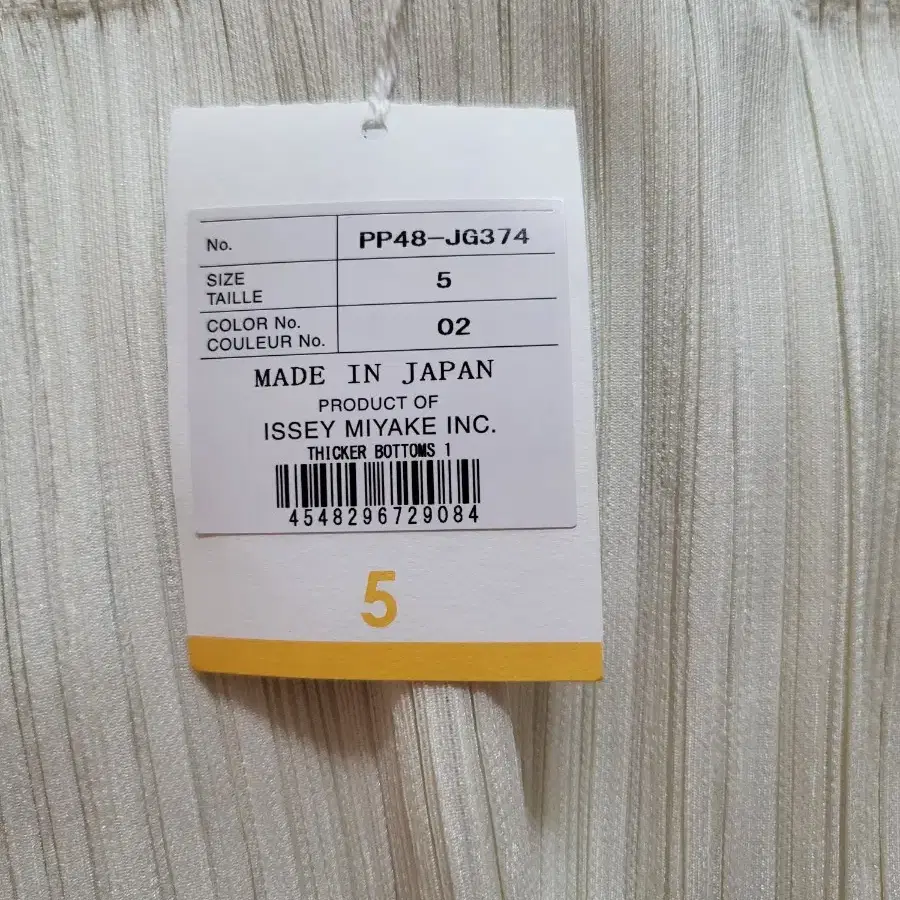 No. PP48-JG374
SIZE
TAILLE 5
COLOR No.
COULEUR No. 02
MADE IN JAPAN
PRODUCT OF
ISSEY MIYAKE INC.
THICKER BOTTOMS 1
4548296729084
5